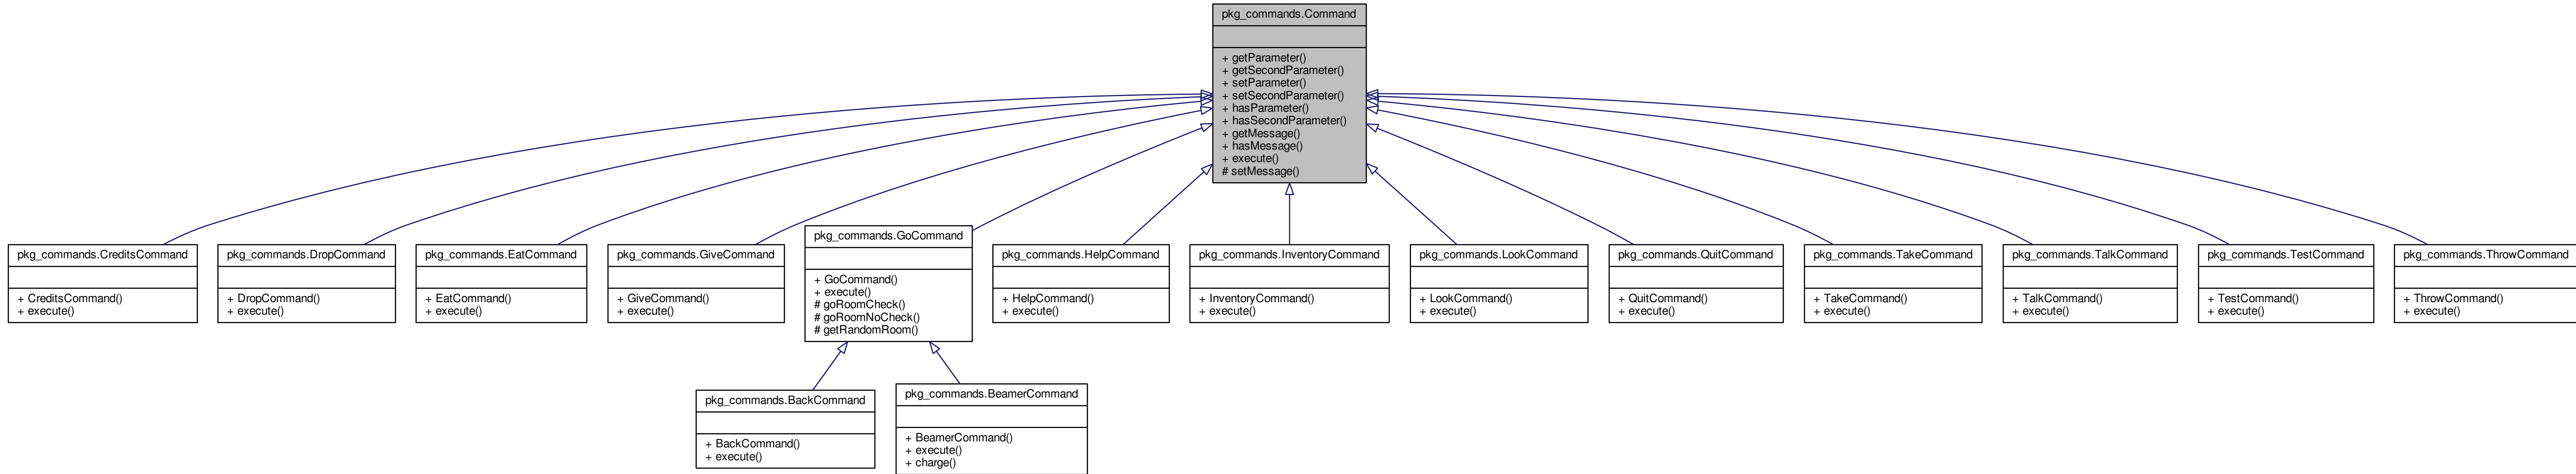 pkg_commands.Command
+ getParameter()
+ getSecondParameter()
+ setParameter()
+ setSecondParameter()
+ hasParameter()
+ hasSecondParameter()
+ getMessage()
+ hasMessage()
+ execute()
# setMessage()
pkg_commands.CreditsCommand
+ CreditsCommand()
+ execute()
pkg_commands.DropCommand
+ DropCommand()
+ execute()
pkg_commands.EatCommand
+ EatCommand()
+ execute()
pkg_commands.GiveCommand
+ GiveCommand()
+ execute()
pkg_commands.GoCommand
+ GoCommand()
+ execute()
# goRoomCheck()
# goRoomNoCheck()
# getRandomRoom()
pkg_commands.HelpCommand
+ HelpCommand()
+ execute()
pkg_commands.InventoryCommand
+ InventoryCommand()
+ execute()
pkg_commands.LookCommand
+ LookCommand()
+ execute()
pkg_commands.QuitCommand
+ QuitCommand()
+ execute()
pkg_commands.TakeCommand
+ TakeCommand()
+ execute()
pkg_commands.TalkCommand
+ TalkCommand()
+ execute()
pkg_commands.TestCommand
+ TestCommand()
+ execute()
pkg_commands.ThrowCommand
+ ThrowCommand()
+ execute()
pkg_commands.BackCommand
+ BackCommand()
+ execute()
pkg_commands.BeamerCommand
+ BeamerCommand()
+ execute()
+ charge()